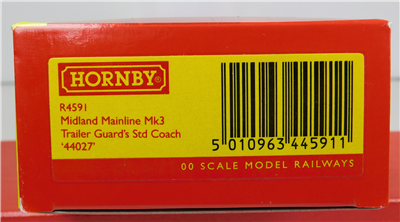 HORNBY
R4591
Midland Mainline Mk3
Trailer Guard's Std Coach
'44027'
5 010963 445911
00 SCALE MODEL RAILWAYS